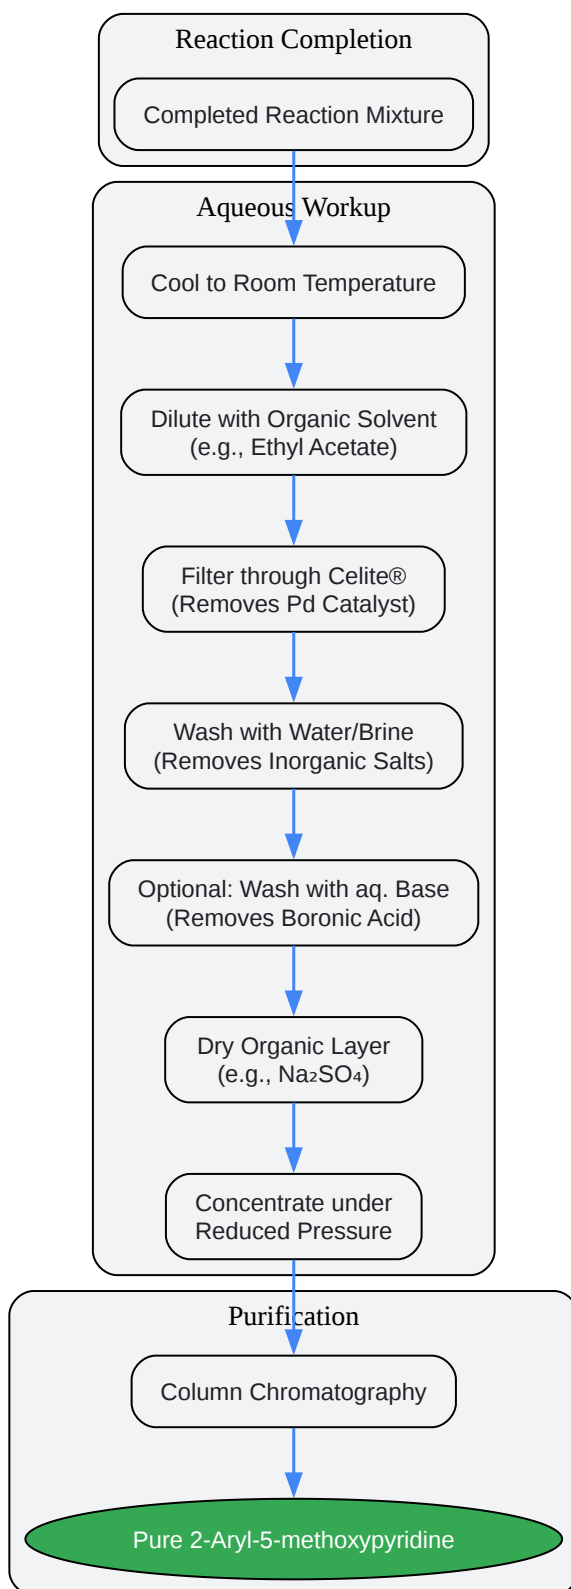 Reaction Completion
Completed Reaction Mixture
Aqueous Workup
Cool to Room Temperature
Dilute with Organic Solvent
(e.g., Ethyl Acetate)
Filter through Celite®
(Removes Pd Catalyst)
Wash with Water/Brine
(Removes Inorganic Salts)
Optional: Wash with aq. Base
(Removes Boronic Acid)
Dry Organic Layer
(e.g., Na₂SO₄)
Concentrate under
Reduced Pressure
Purification
Column Chromatography
Pure 2-Aryl-5-methoxypyridine